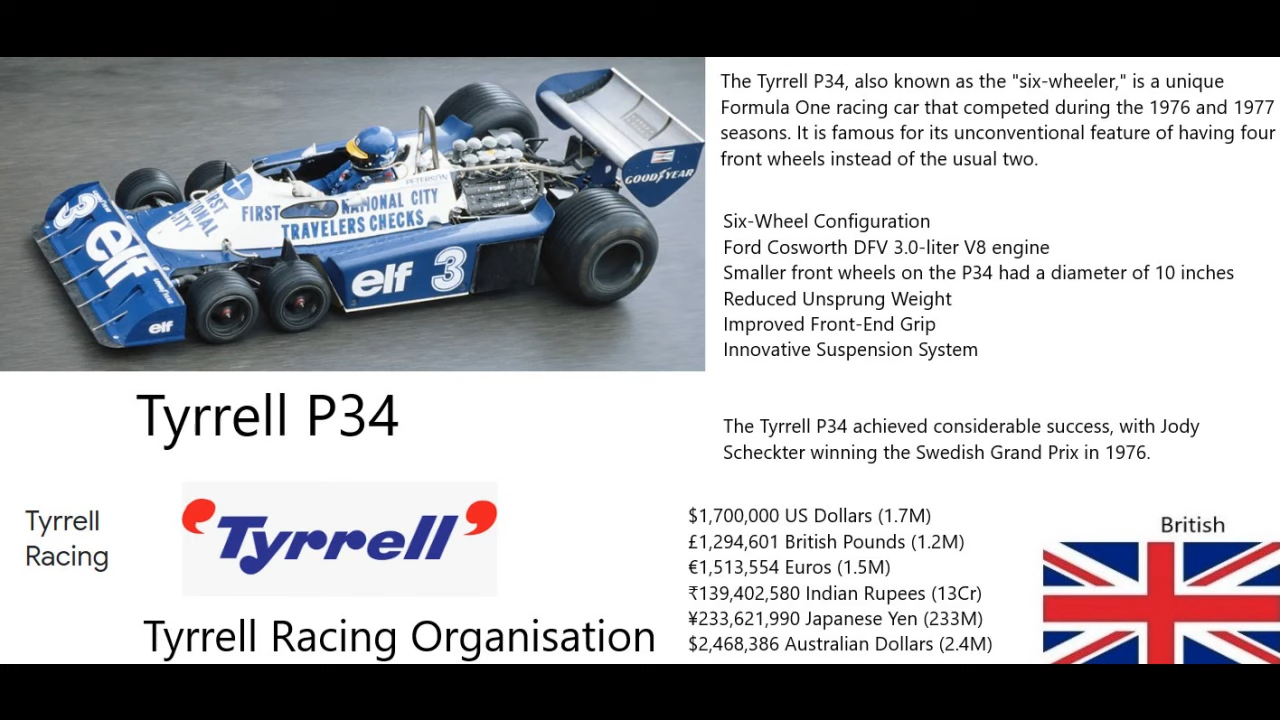 The Tyrrell P34, also known as the "six-wheeler," is a unique
Formula One racing car that competed during the 1976 and 1977
seasons. It is famous for its unconventional feature of having four
front wheels instead of the usual two.
GOODYEAR
PETERSON
FIRST NATIONAL CITY
TRAVELERS CHECKS
FIRST
NATIONAL
CITY
3
elf
elf 3
elf
Six-Wheel Configuration
Ford Cosworth DFV 3.0-liter V8 engine
Smaller front wheels on the P34 had a diameter of 10 inches
Reduced Unsprung Weight
Improved Front-End Grip
Innovative Suspension System
Tyrrell P34
The Tyrrell P34 achieved considerable success, with Jody
Scheckter winning the Swedish Grand Prix in 1976.
Tyrrell
Racing
Tyrrell
Tyrrell Racing Organisation
$1,700,000 US Dollars (1.7M)
£1,294,601 British Pounds (1.2M)
€1,513,554 Euros (1.5M)
₹139,402,580 Indian Rupees (13Cr)
¥233,621,990 Japanese Yen (233M)
$2,468,386 Australian Dollars (2.4M)
British